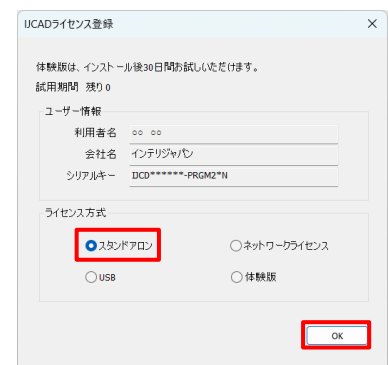 IJCADライセンス登録
体験版は、インストール後30日間お試しいただけます。
試用期間 残り 0
ユーザー情報
利用者名 ○○ ○○
会社名 インテリジャパン
シリアルキー IJCD******-PRGM2*N
ライセンス方式
スタンドアロン ネットワークライセンス
USB 体験版
OK